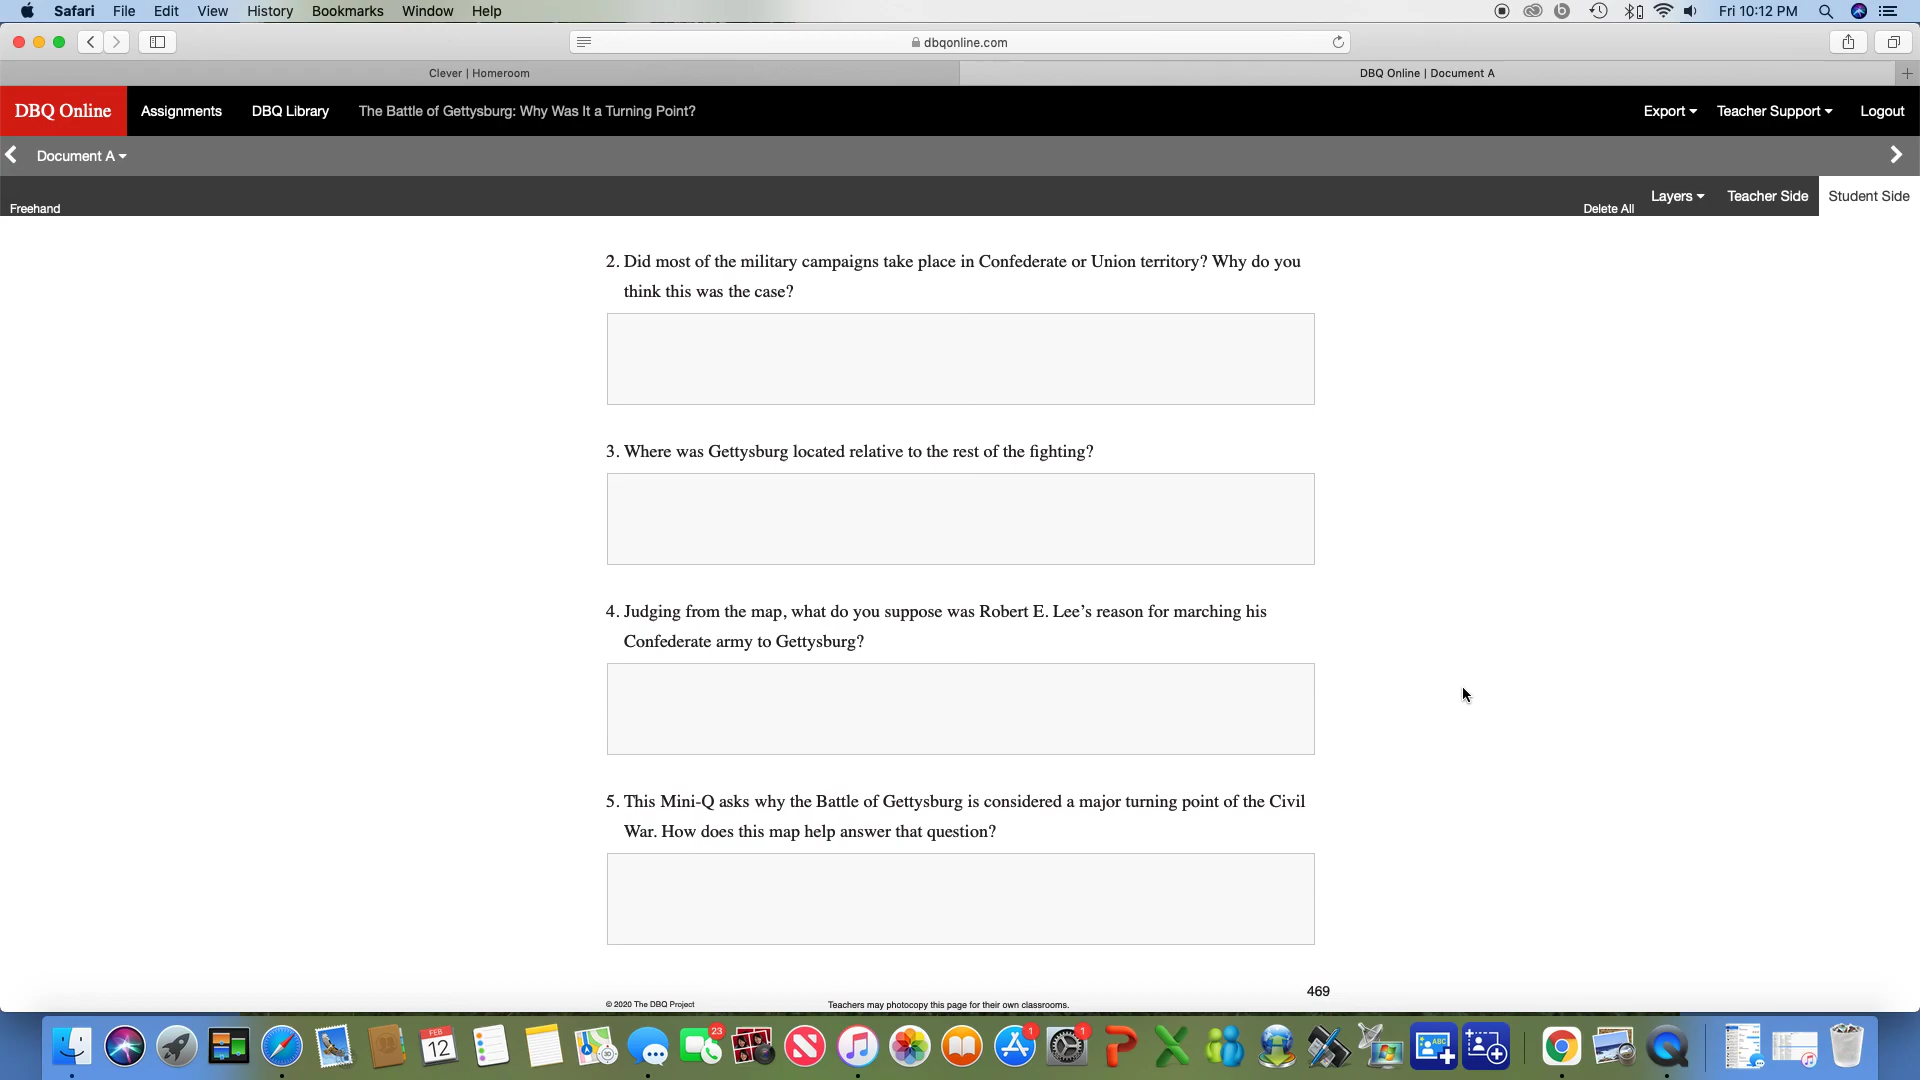 Safari File Edit View History Bookmarks Window Help Fri 10:12 PM
dbqonline.com
Clever | Homeroom DBQ Online | Document A
DBQ Online Assignments DBQ Library The Battle of Gettysburg: Why Was It a Turning Point? Export Teacher Support Logout
Document A
Freehand Delete All Layers Teacher Side Student Side
2. Did most of the military campaigns take place in Confederate or Union territory? Why do you
think this was the case?
3. Where was Gettysburg located relative to the rest of the fighting?
4. Judging from the map, what do you suppose was Robert E. Lee’s reason for marching his
Confederate army to Gettysburg?
5. This Mini-Q asks why the Battle of Gettysburg is considered a major turning point of the Civil
War. How does this map help answer that question?
469
© 2020 The DBQ Project Teachers may photocopy this page for their own classrooms.
FEB
12
23
1
1
ABC